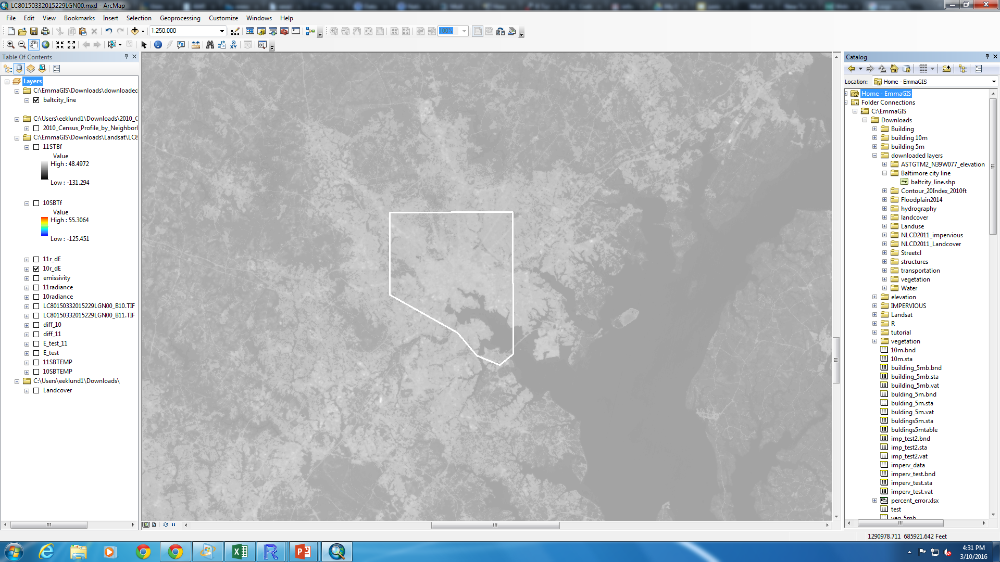 LC80150332015229LGN00.mxd - ArcMap
File Edit View Bookmarks Insert Selection Geoprocessing Customize Windows Help
1:250,000
100%
Table Of Contents
Layers
C:\EmmaGIS\Downloads\downloaded
baltcity_line
C:\Users\eeklund1\Downloads\2010_C
2010_Census_Profile_by_Neighborl
C:\EmmaGIS\Downloads\Landsat\LC8
11STBf
Value
High : 48.4972
Low : -131.294
10SBTf
Value
High : 55.3064
Low : -125.451
11r_dE
10r_dE
emissivity
11radiance
10radiance
LC80150332015229LGN00_B10.TIF
LC80150332015229LGN00_B11.TIF
diff_10
diff_11
E_test_11
E_test
11SBTEMP
10SBTEMP
C:\Users\eeklund1\Downloads\
Landcover
Catalog
Location: Home - EmmaGIS
Home - EmmaGIS
Folder Connections
C:\EmmaGIS
Downloads
Building
building 10m
building 5m
downloaded layers
ASTGTM2_N39W077_elevation
Baltimore city line
baltcity_line.shp
Contour_20Index_2010ft
Floodplain2014
hydrography
landcover
Landuse
NLCD2011_impervious
NLCD2011_Landcover
Streetcl
structures
transportation
vegetation
Water
elevation
IMPERVIOUS
Landsat
R
tutorial
vegetation
10m.bnd
10m.sta
building_5mb.bnd
building_5mb.sta
building_5mb.vat
bulding_5m.bnd
bulding_5m.sta
bulding_5m.vat
buldings5m.sta
buldings5mtable
imp_test2.bnd
imp_test2.sta
imp_test2.vat
imperv_data
imperv_test.bnd
imperv_test.sta
imperv_test.vat
percent_error.xlsx
test
veg_5mb
1290978.711 685921.642 Feet
4:31 PM
3/10/2016